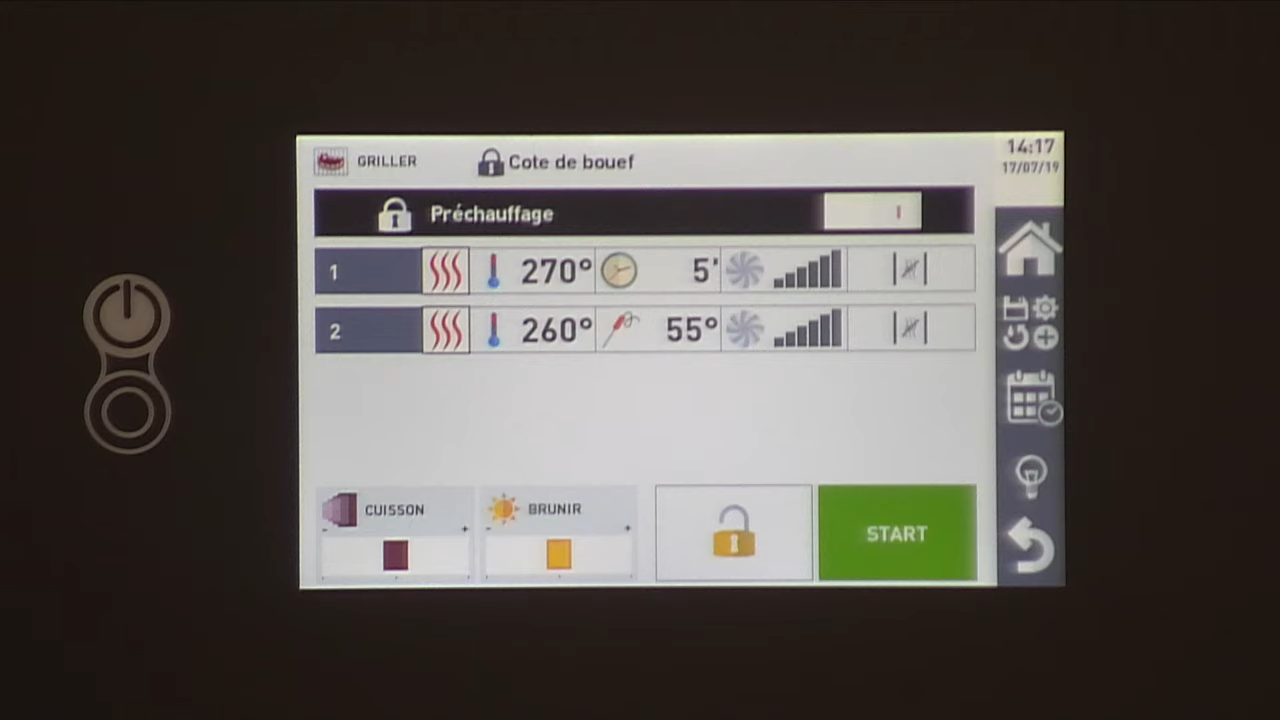 GRILLER Cote de bouef
14:17
17/07/19
Préchauffage
1 270° 5'
2 260° 55°
CUISSON BRUNIR
- + - +
START